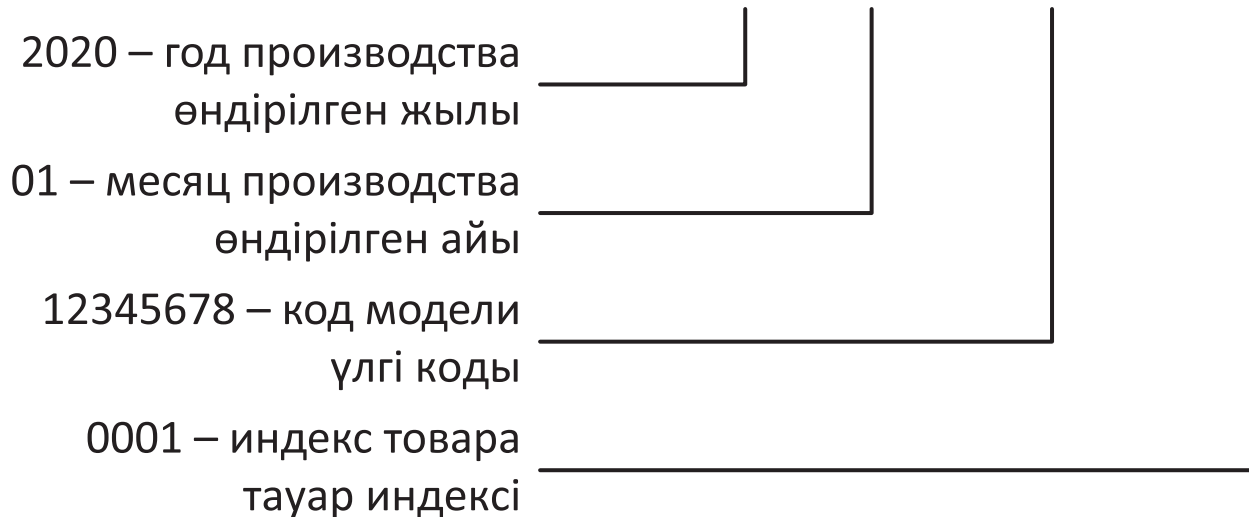 2020 – год производства
өндірілген жылы
01 – месяц производства
өндірілген айы
12345678 – код модели
үлгі коды
0001 – индекс товара
тауар индексі